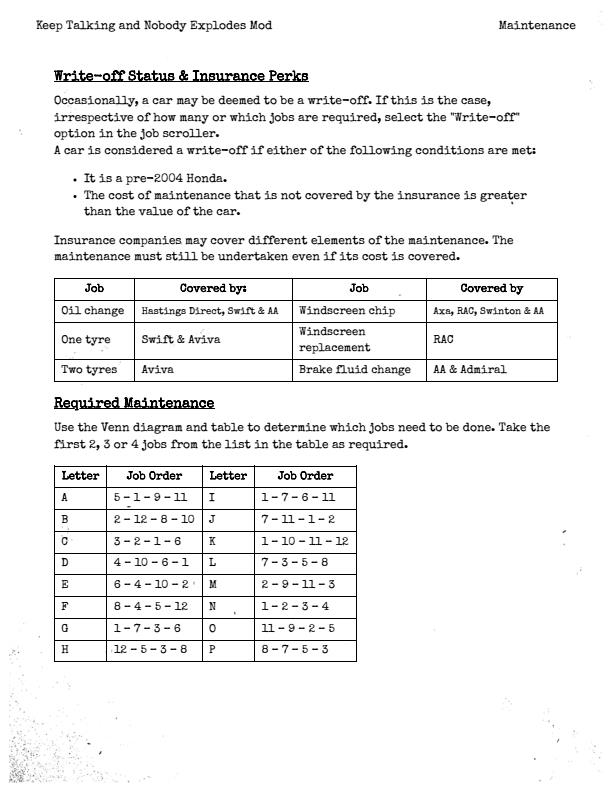 Keep Talking and Nobody Explodes Mod Maintenance
Write-off Status & Insurance Perks
Occasionally, a car may be deemed to be a write-off. If this is the case,
irrespective of how many or which jobs are required, select the "Write-off"
option in the job scroller.
A car is considered a write-off if either of the following conditions are met:
• It is a pre-2004 Honda.
• The cost of maintenance that is not covered by the insurance is greater
than the value of the car.
Insurance companies may cover different elements of the maintenance. The
maintenance must still be undertaken even if its cost is covered.
Job Covered by: Job Covered by
Oil change Hastings Direct, Swift & AA Windscreen chip Axa, RAC, Swinton & AA
One tyre Swift & Aviva Windscreen
replacement RAC
Two tyres Aviva Brake fluid change AA & Admiral
Required Maintenance
Use the Venn diagram and table to determine which jobs need to be done. Take the
first 2, 3 or 4 jobs from the list in the table as required.
Letter Job Order Letter Job Order
A 5 – 1 – 9 – 11 I 1 – 7 – 6 – 11
B 2 – 12 – 8 – 10 J 7 – 11 – 1 – 2
C 3 – 2 – 1 – 6 K 1 – 10 – 11 – 12
D 4 – 10 – 6 – 1 L 7 – 3 – 5 – 8
E 6 – 4 – 10 – 2 M 2 – 9 – 11 – 3
F 8 – 4 – 5 – 12 N 1 – 2 – 3 – 4
G 1 – 7 – 3 – 6 O 11 – 9 – 2 – 5
H 12 – 5 – 3 – 8 P 8 – 7 – 5 – 3